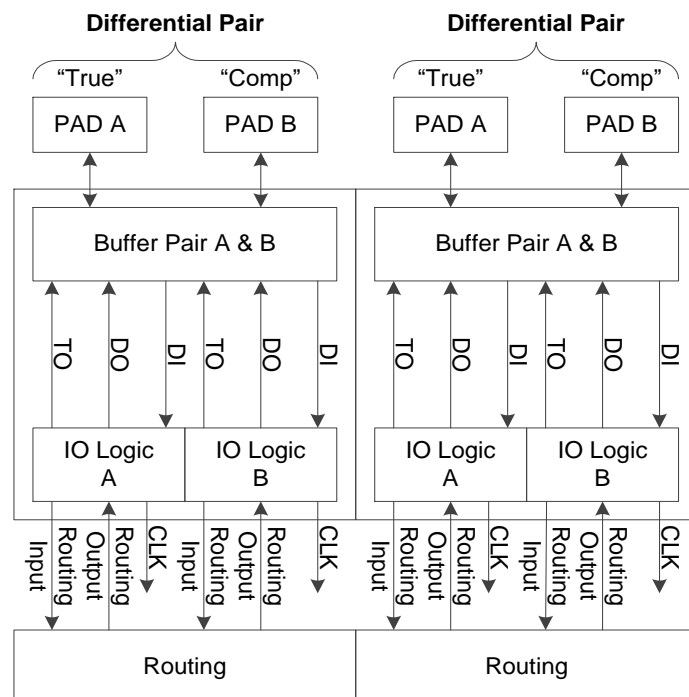 Differential Pair
Differential Pair
“True”
“Comp”
“True”
“Comp”
PAD A
PAD B
PAD A
PAD B
Buffer Pair A & B
Buffer Pair A & B
TO
DO
DI
TO
DO
DI
TO
DO
DI
TO
DO
DI
IO Logic
A
IO Logic
B
IO Logic
A
IO Logic
B
Routing
Input
Routing
Output
CLK
Routing
Input
Routing
Output
CLK
Routing
Input
Routing
Output
CLK
Routing
Input
Routing
Output
CLK
Routing
Routing